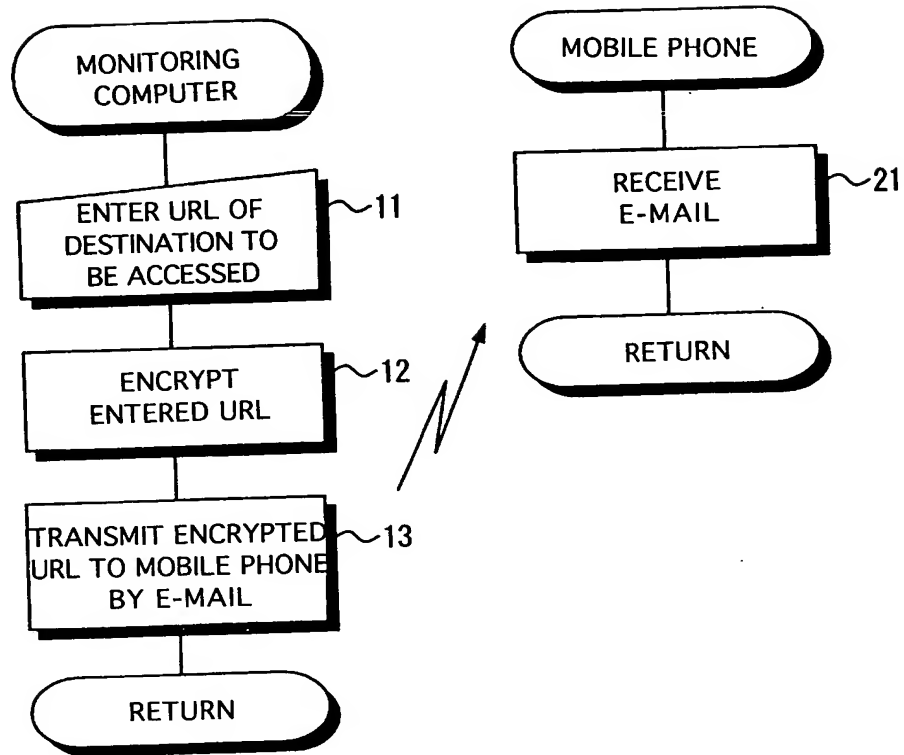 MONITORING
COMPUTER
ENTER URL OF
DESTINATION TO
BE ACCESSED
11
ENCRYPT
ENTERED URL
12
TRANSMIT ENCRYPTED
URL TO MOBILE PHONE
BY E-MAIL
13
RETURN
MOBILE PHONE
RECEIVE
E-MAIL
21
RETURN